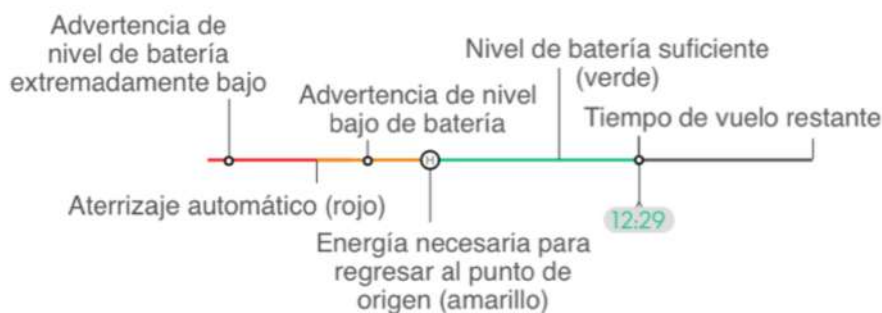 Advertencia de
nivel de batería
extremadamente bajo
Advertencia de nivel
bajo de batería
Nivel de batería suficiente
(verde)
Tiempo de vuelo restante
H
Aterrizaje automático (rojo)
12:29
Energía necesaria para
regresar al punto de
origen (amarillo)